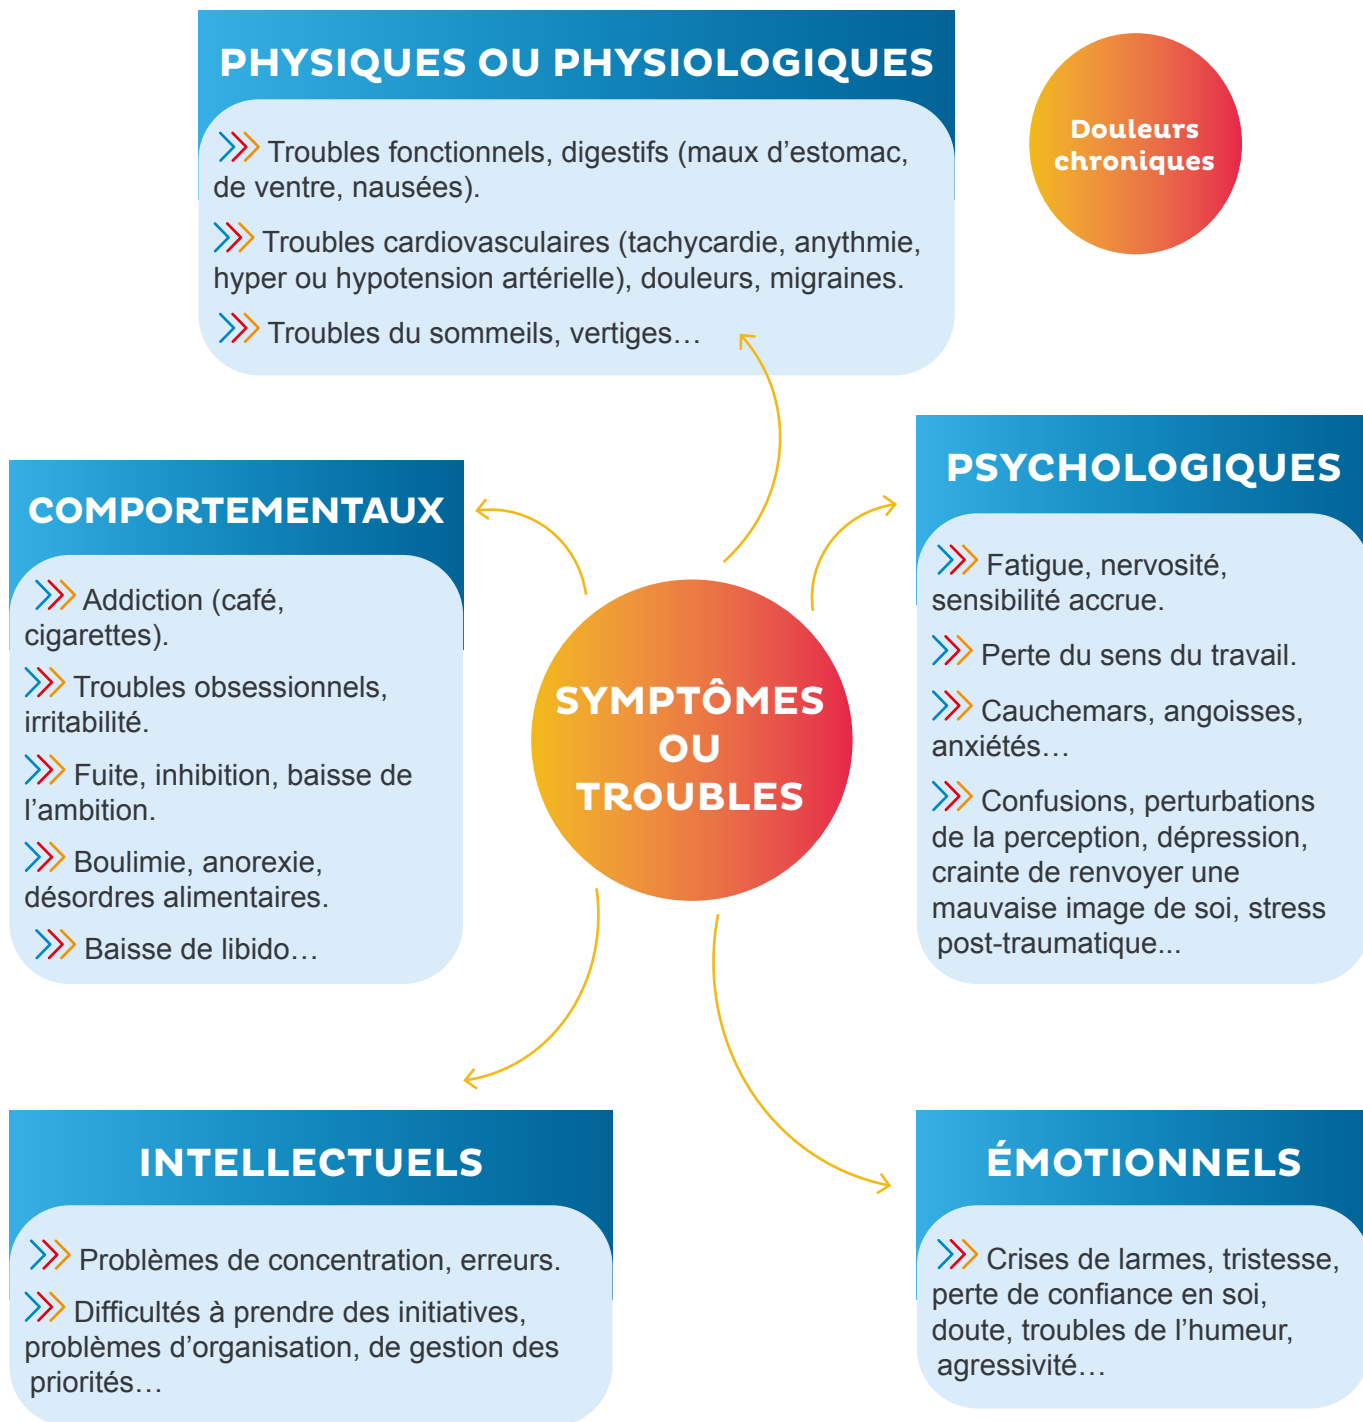 PHYSIQUES OU PHYSIOLOGIQUES
Troubles fonctionnels, digestifs (maux d’estomac,
de ventre, nausées).
Troubles cardiovasculaires (tachycardie, anythmie,
hyper ou hypotension artérielle), douleurs, migraines.
Troubles du sommeils, vertiges…
Douleurs
chroniques
COMPORTEMENTAUX
Addiction (café,
cigarettes).
Troubles obsessionnels,
irritabilité.
Fuite, inhibition, baisse de
l’ambition.
Boulimie, anorexie,
désordres alimentaires.
Baisse de libido…
SYMPTÔMES
OU
TROUBLES
PSYCHOLOGIQUES
Fatigue, nervosité,
sensibilité accrue.
Perte du sens du travail.
Cauchemars, angoisses,
anxiétés…
Confusions, perturbations
de la perception, dépression,
crainte de renvoyer une
mauvaise image de soi, stress
post-traumatique...
INTELLECTUELS
Problèmes de concentration, erreurs.
Difficultés à prendre des initiatives,
problèmes d’organisation, de gestion des
priorités…
ÉMOTIONNELS
Crises de larmes, tristesse,
perte de confiance en soi,
doute, troubles de l’humeur,
agressivité…